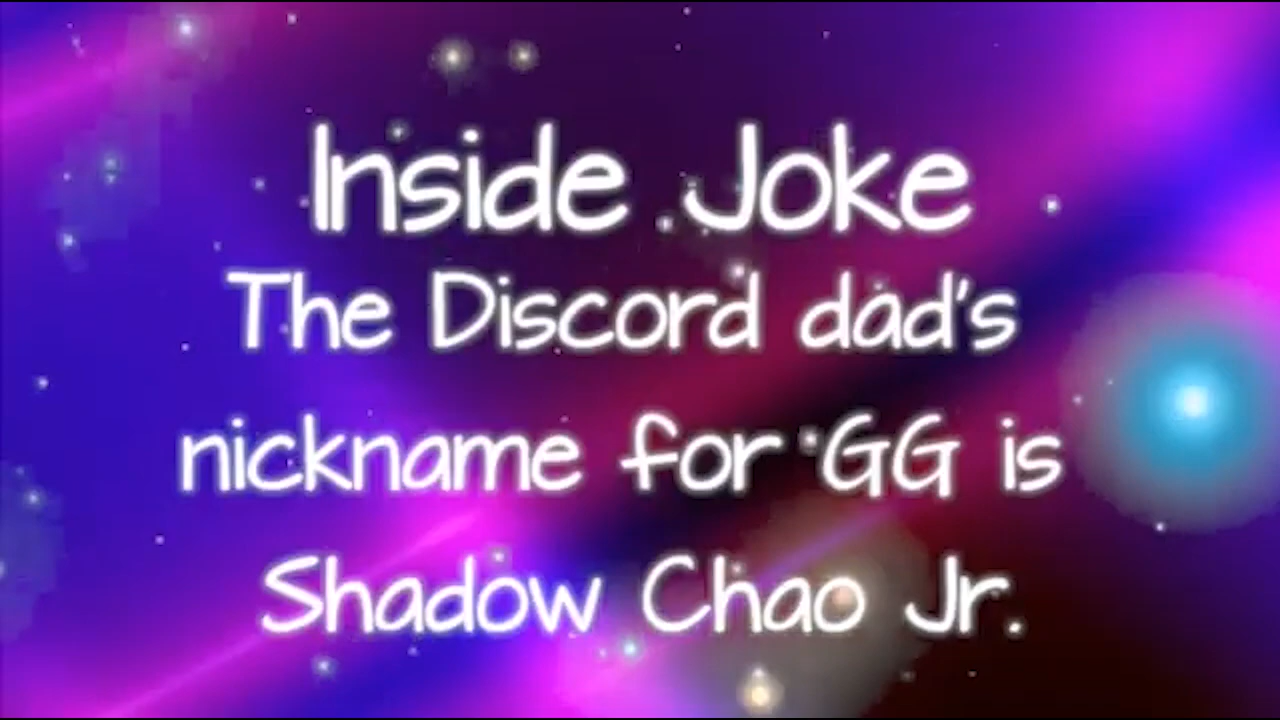 Inside Joke
The Discord dad's
nickname for GG is
Shadow Chao Jr.